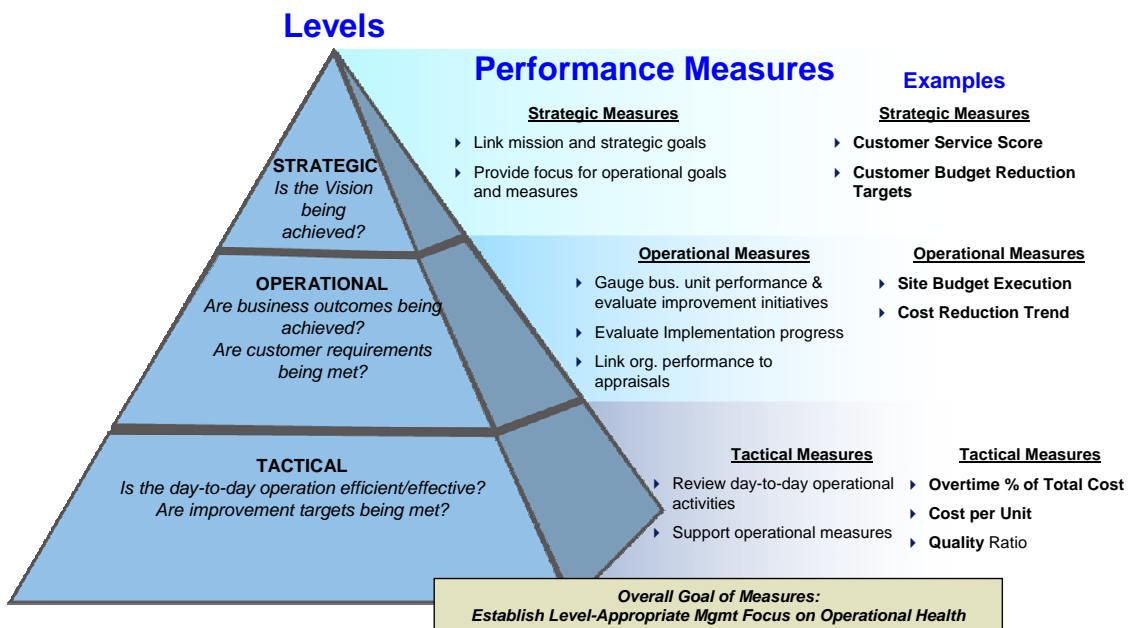 Levels
Performance Measures
Examples
STRATEGIC
Is the Vision
being
achieved?
Strategic Measures
Link mission and strategic goals
Provide focus for operational goals
and measures
Strategic Measures
Customer Service Score
Customer Budget Reduction
Targets
OPERATIONAL
Are business outcomes being
achieved?
Are customer requirements
being met?
Operational Measures
Gauge bus. unit performance &
evaluate improvement initiatives
Evaluate Implementation progress
Link org. performance to
appraisals
Operational Measures
Site Budget Execution
Cost Reduction Trend
TACTICAL
Is the day-to-day operation efficient/effective?
Are improvement targets being met?
Tactical Measures
Review day-to-day operational
activities
Support operational measures
Tactical Measures
Overtime % of Total Cost
Cost per Unit
Quality Ratio
Overall Goal of Measures:
Establish Level-Appropriate Mgmt Focus on Operational Health